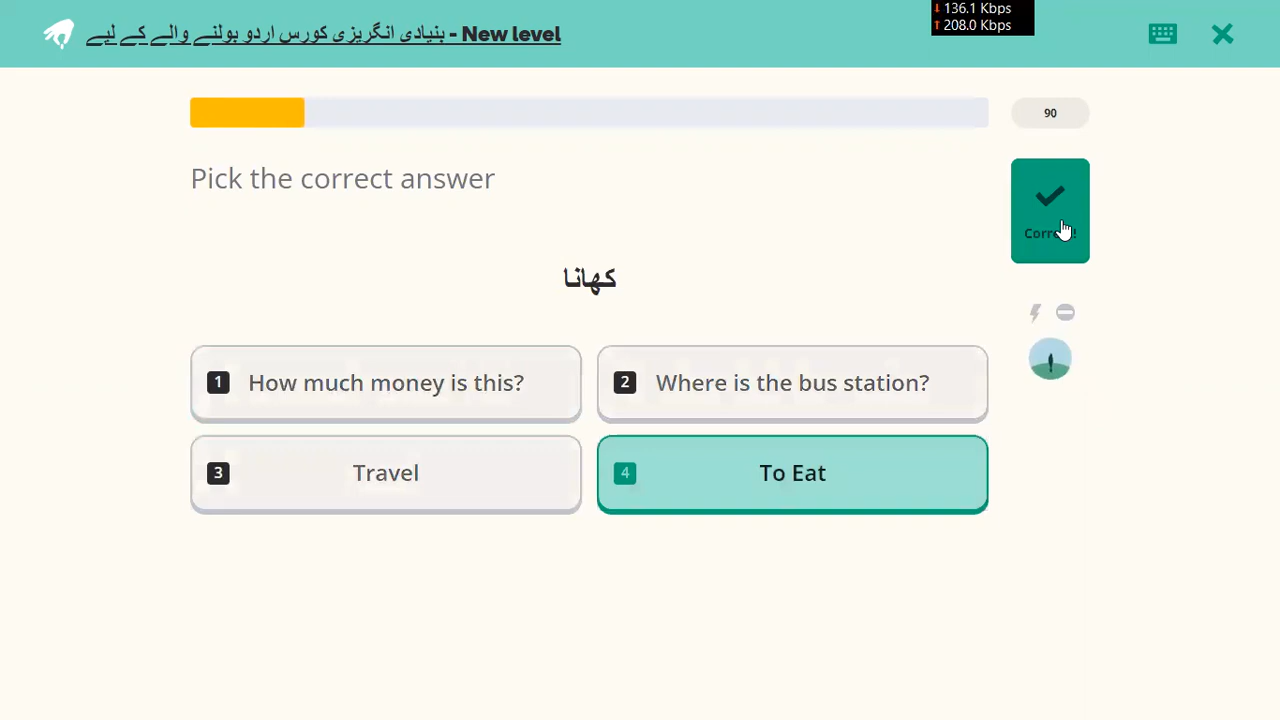 بنیادی انگریزی کورس اردو بولنے والے کے لیے - New level
136.1 Kbps
208.0 Kbps
90
Pick the correct answer
کھانا
1 How much money is this?
2 Where is the bus station?
3 Travel
4 To Eat